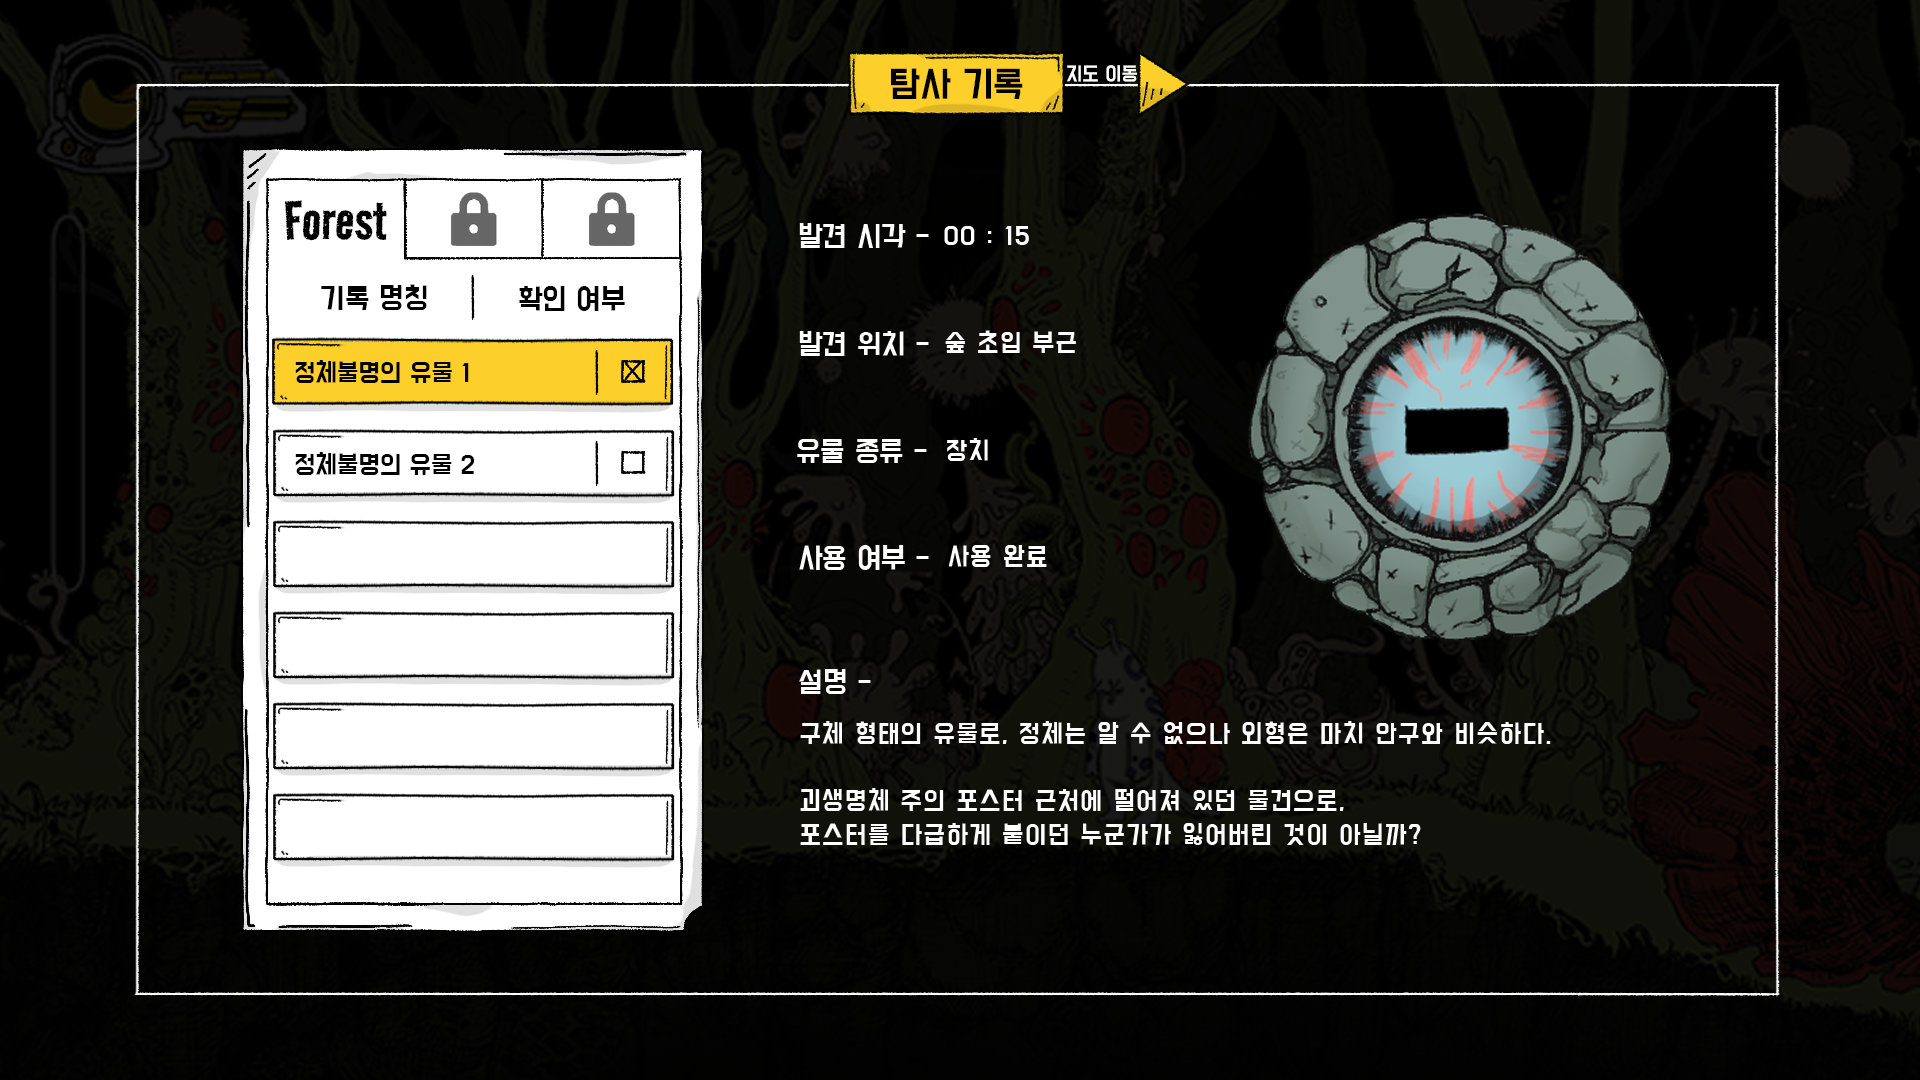 탐사 기록
지도 이동
Forest
기록 명칭
확인 여부
정체불명의 유물 1
정체불명의 유물 2
발견 시각 - 00 : 15
발견 위치 - 숲 초입 부근
유물 종류 - 장치
사용 여부 - 사용 완료
설명 -
구체 형태의 유물로, 정체는 알 수 없으나 외형은 마치 안구와 비슷하다.
괴생명체 주의 포스터 근처에 떨어져 있던 물건으로,
포스터를 다급하게 붙이던 누군가가 잃어버린 것이 아닐까?